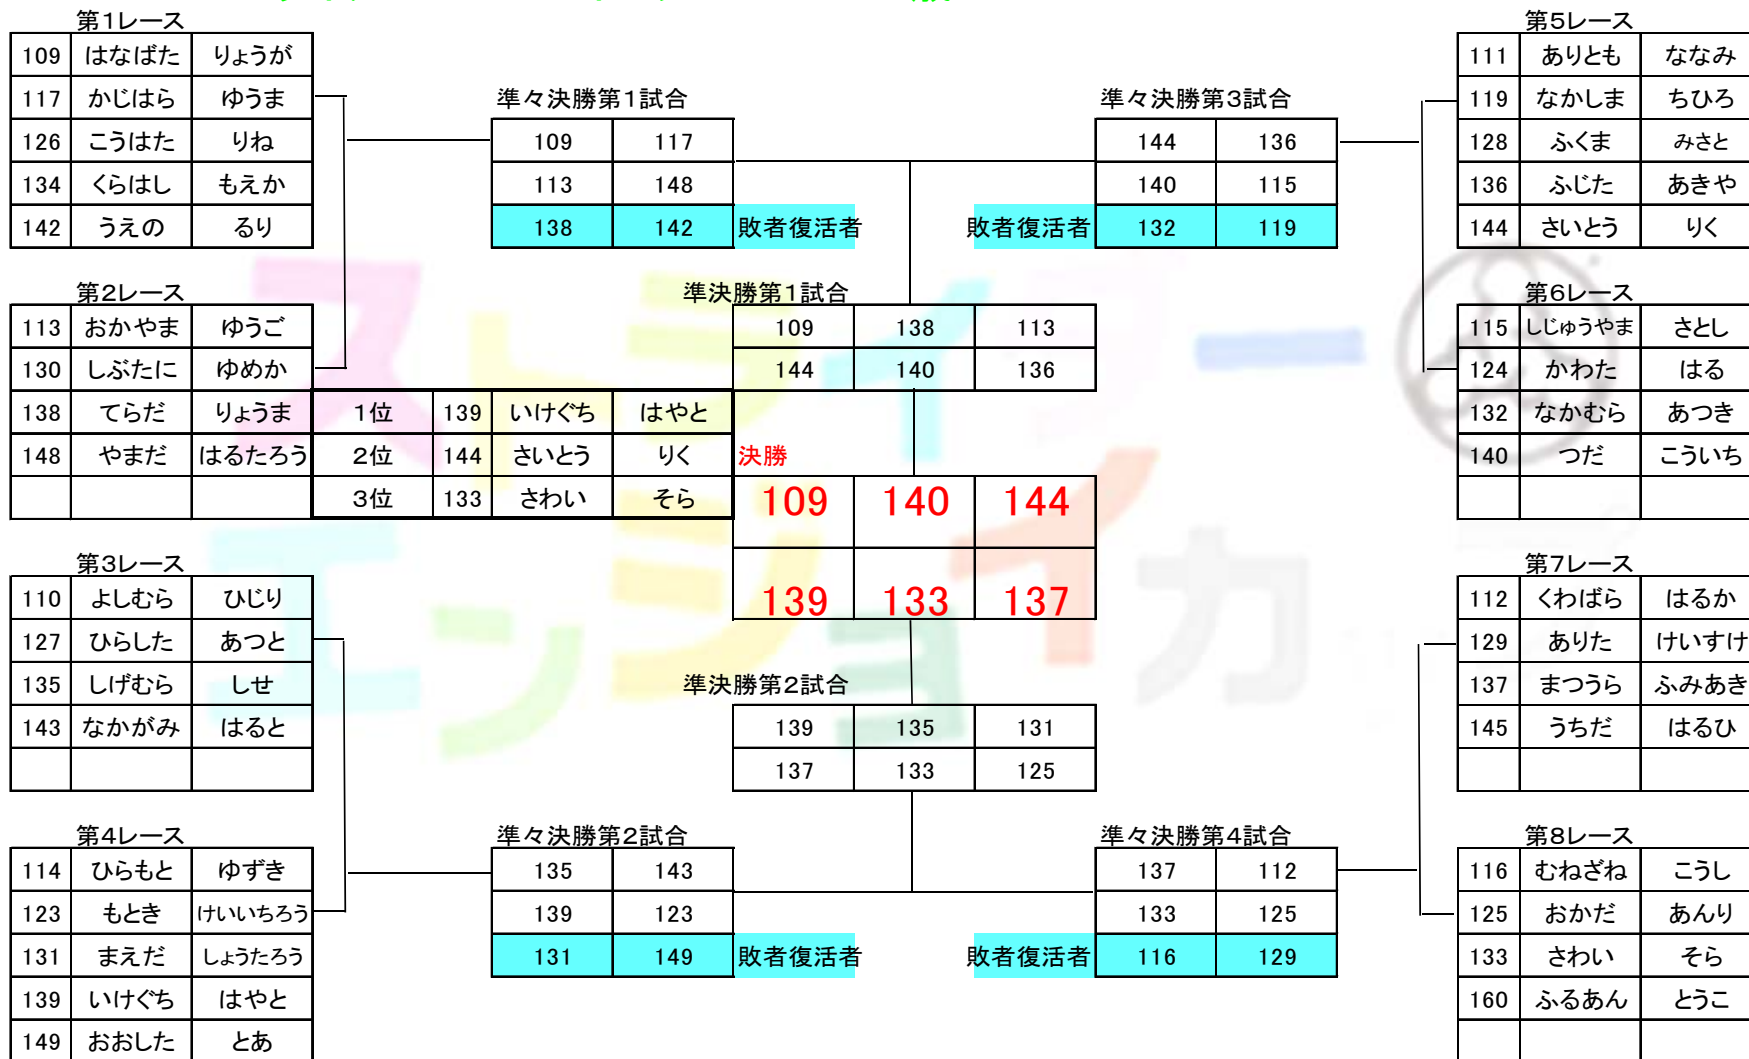 第1レース
109 はなばた りょうが
117 かじはら ゆうま
126 こうはた りね
134 くらはし もえか
142 うえの るり
第2レース
113 おかやま ゆうご
130 しぶたに ゆめか
138 てらだ りょうま
148 やまだ はるたろう
第3レース
110 よしむら ひじり
127 ひらした あつと
135 しげむら しせ
143 なかがみ はると
第4レース
114 ひらもと ゆずき
123 もとき けいいちろう
131 まえだ しょうたろう
139 いけぐち はやと
149 おおした とあ
準々決勝第1試合
109 117
113 148
138 142 敗者復活者
準々決勝第3試合
144 136
140 115
敗者復活者 132 119
準決勝第1試合
109 138 113
144 140 136
1位 139 いけぐち はやと
2位 144 さいとう りく
3位 133 さわい そら
決勝
109 140 144
139 133 137
準決勝第2試合
139 135 131
137 133 125
準々決勝第2試合
135 143
139 123
131 149 敗者復活者
準々決勝第4試合
137 112
133 125
敗者復活者 116 129
第5レース
111 ありとも ななみ
119 なかしま ちひろ
128 ふくま みさと
136 ふじた あきや
144 さいとう りく
第6レース
115 しじゅうやま さとし
124 かわた はる
132 なかむら あつき
140 つだ こういち
第7レース
112 くわばら はるか
129 ありた けいすけ
137 まつうら ふみあき
145 うちだ はるひ
第8レース
116 むねざね こうし
125 おかだ あんり
133 さわい そら
160 ふるあん とうこ
ストライダー
エンジョイカ